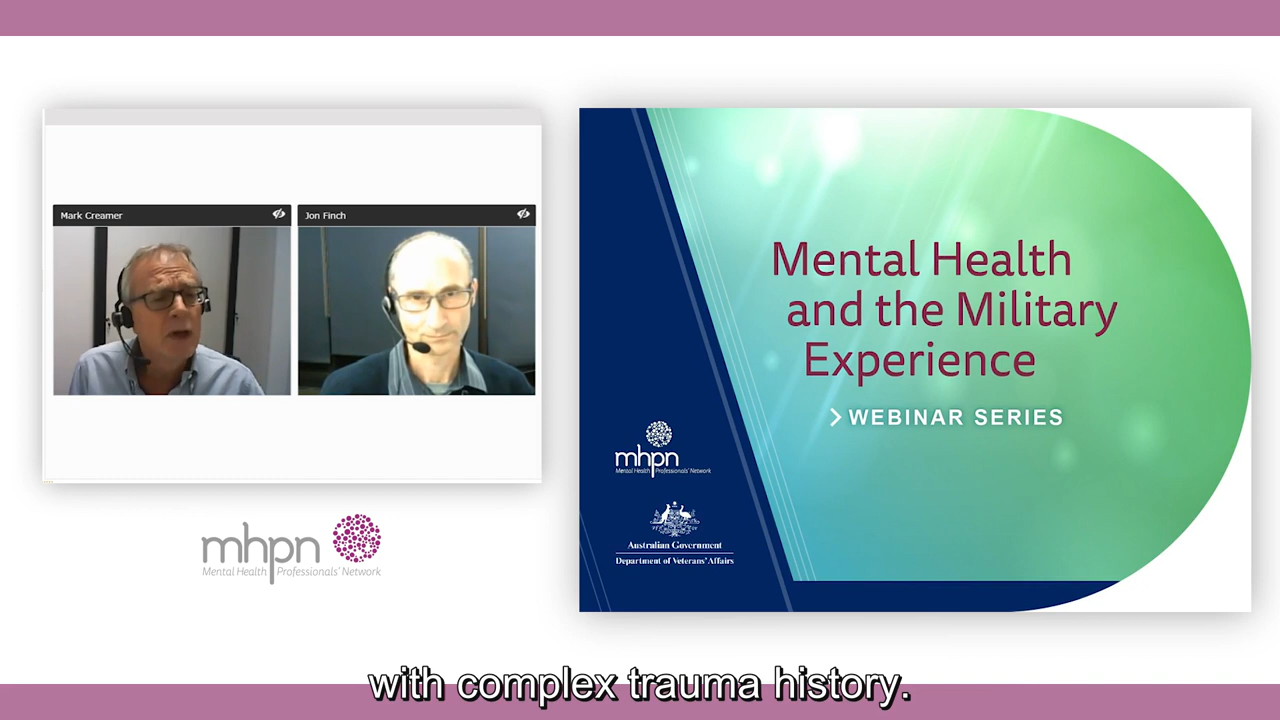 Mark Creamer
Jon Finch
mhpn
Mental Health Professionals' Network
Mental Health
and the Military
Experience
WEBINAR SERIES
mhpn
Mental Health Professionals' Network
Australian Government
Department of Veterans' Affairs
with complex trauma history.